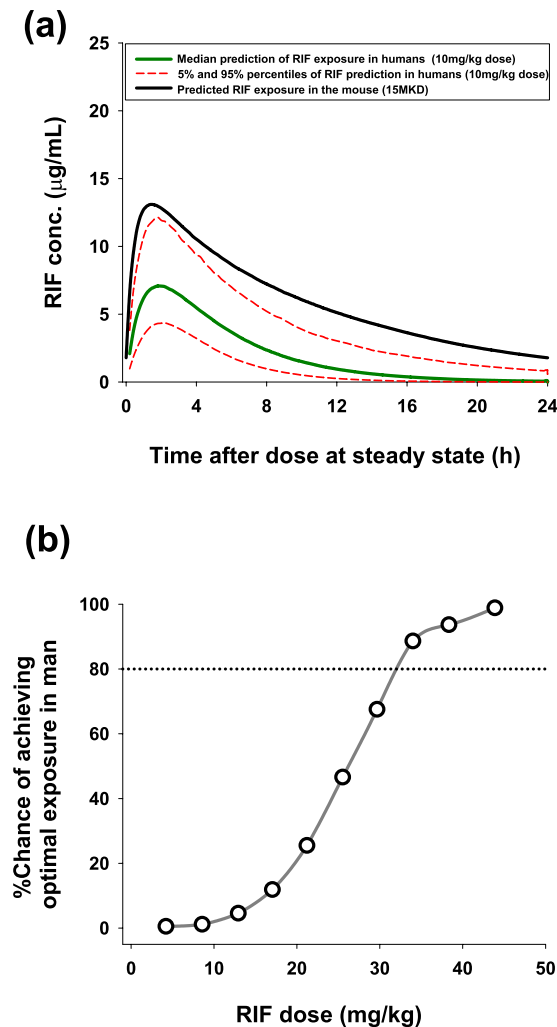 (a)
25
20
15
10
5
0
RIF conc. (μg/mL)
Median prediction of RIF exposure in humans (10mg/kg dose)
5% and 95% percentiles of RIF prediction in humans (10mg/kg dose)
Predicted RIF exposure in the mouse (15MKD)
0 4 8 12 16 20 24
Time after dose at steady state (h)
(b)
100
80
60
40
20
0
%Chance of achieving
optimal exposure in man
0 10 20 30 40 50
RIF dose (mg/kg)